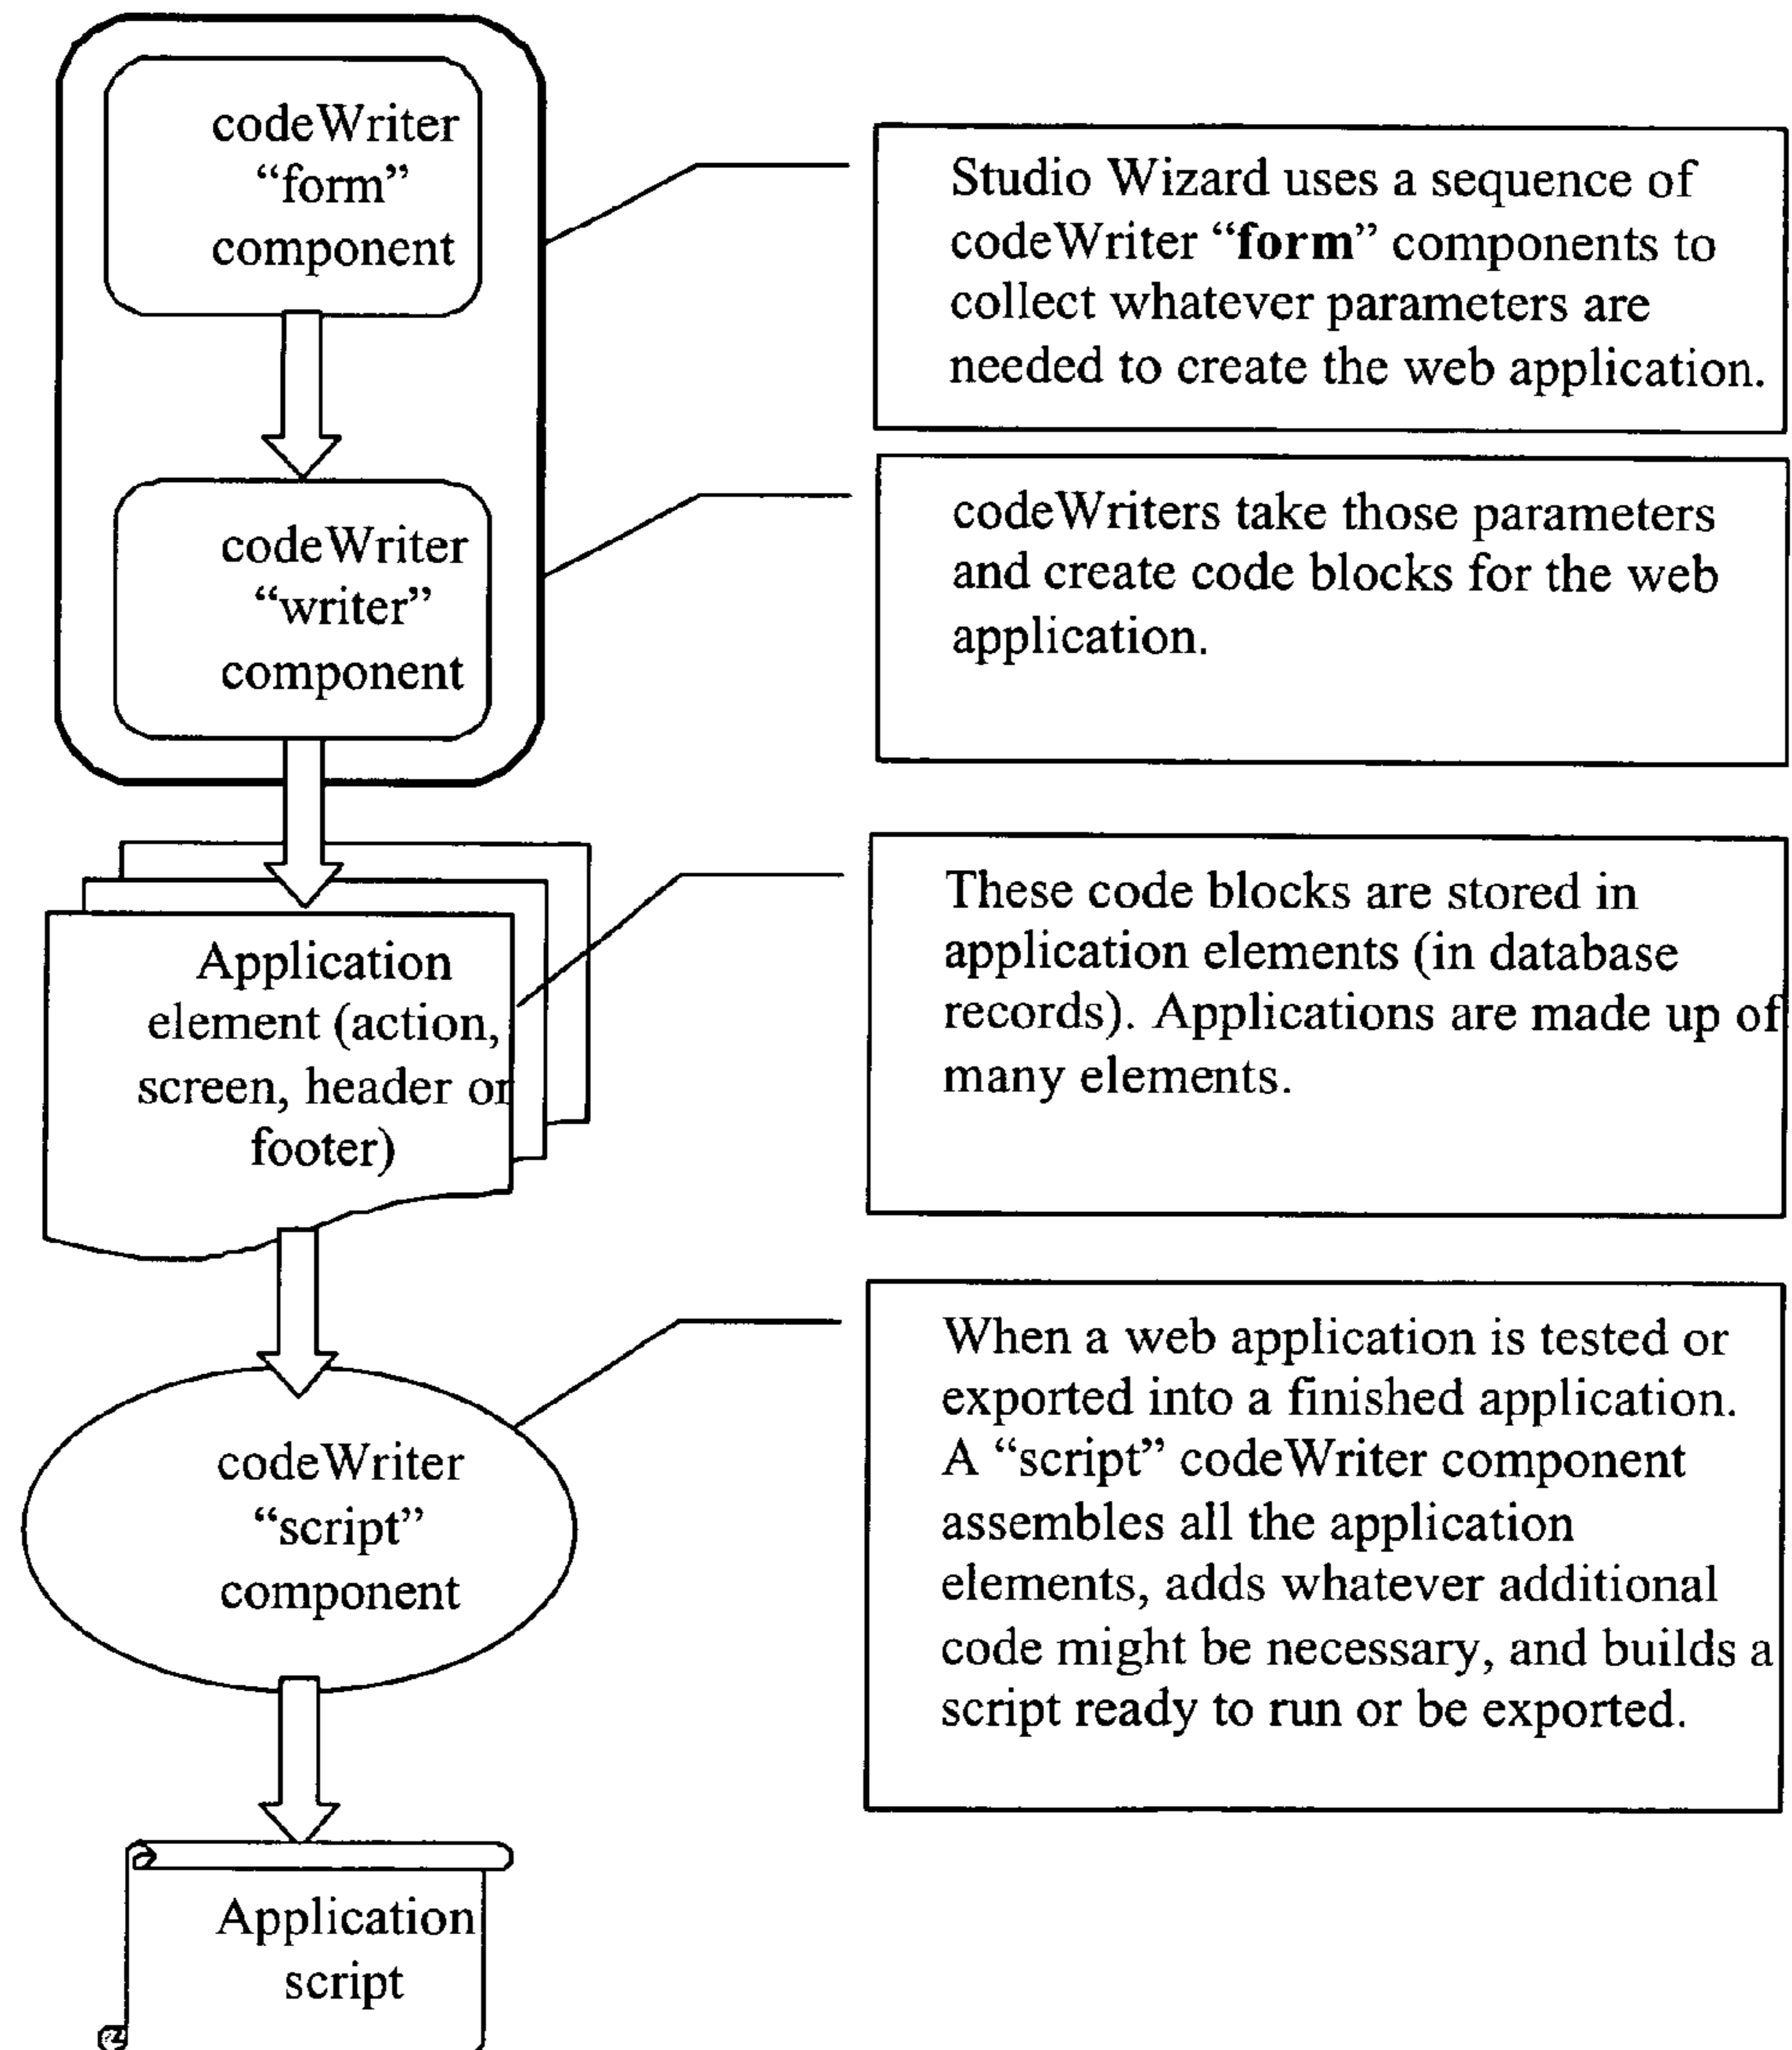 codeWriter
“form”
component
Studio Wizard uses a sequence of
codeWriter “form” components to
collect whatever parameters are
needed to create the web application.
codeWriter
“writer”
component
codeWriters take those parameters
and create code blocks for the web
application.
Application
element (action,
screen, header or
footer)
These code blocks are stored in
application elements (in database
records). Applications are made up of
many elements.
codeWriter
“script”
component
When a web application is tested or
exported into a finished application.
A “script” codeWriter component
assembles all the application
elements, adds whatever additional
code might be necessary, and builds a
script ready to run or be exported.
Application
script